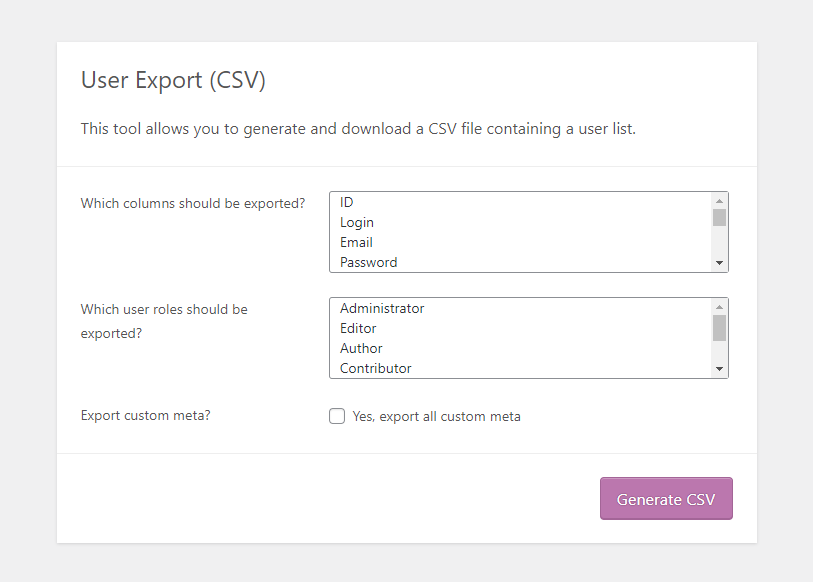 User Export (CSV)
This tool allows you to generate and download a CSV file containing a user list.
Which columns should be exported?
ID
Login
Email
Password
Which user roles should be
exported?
Administrator
Editor
Author
Contributor
Export custom meta?
Yes, export all custom meta
Generate CSV